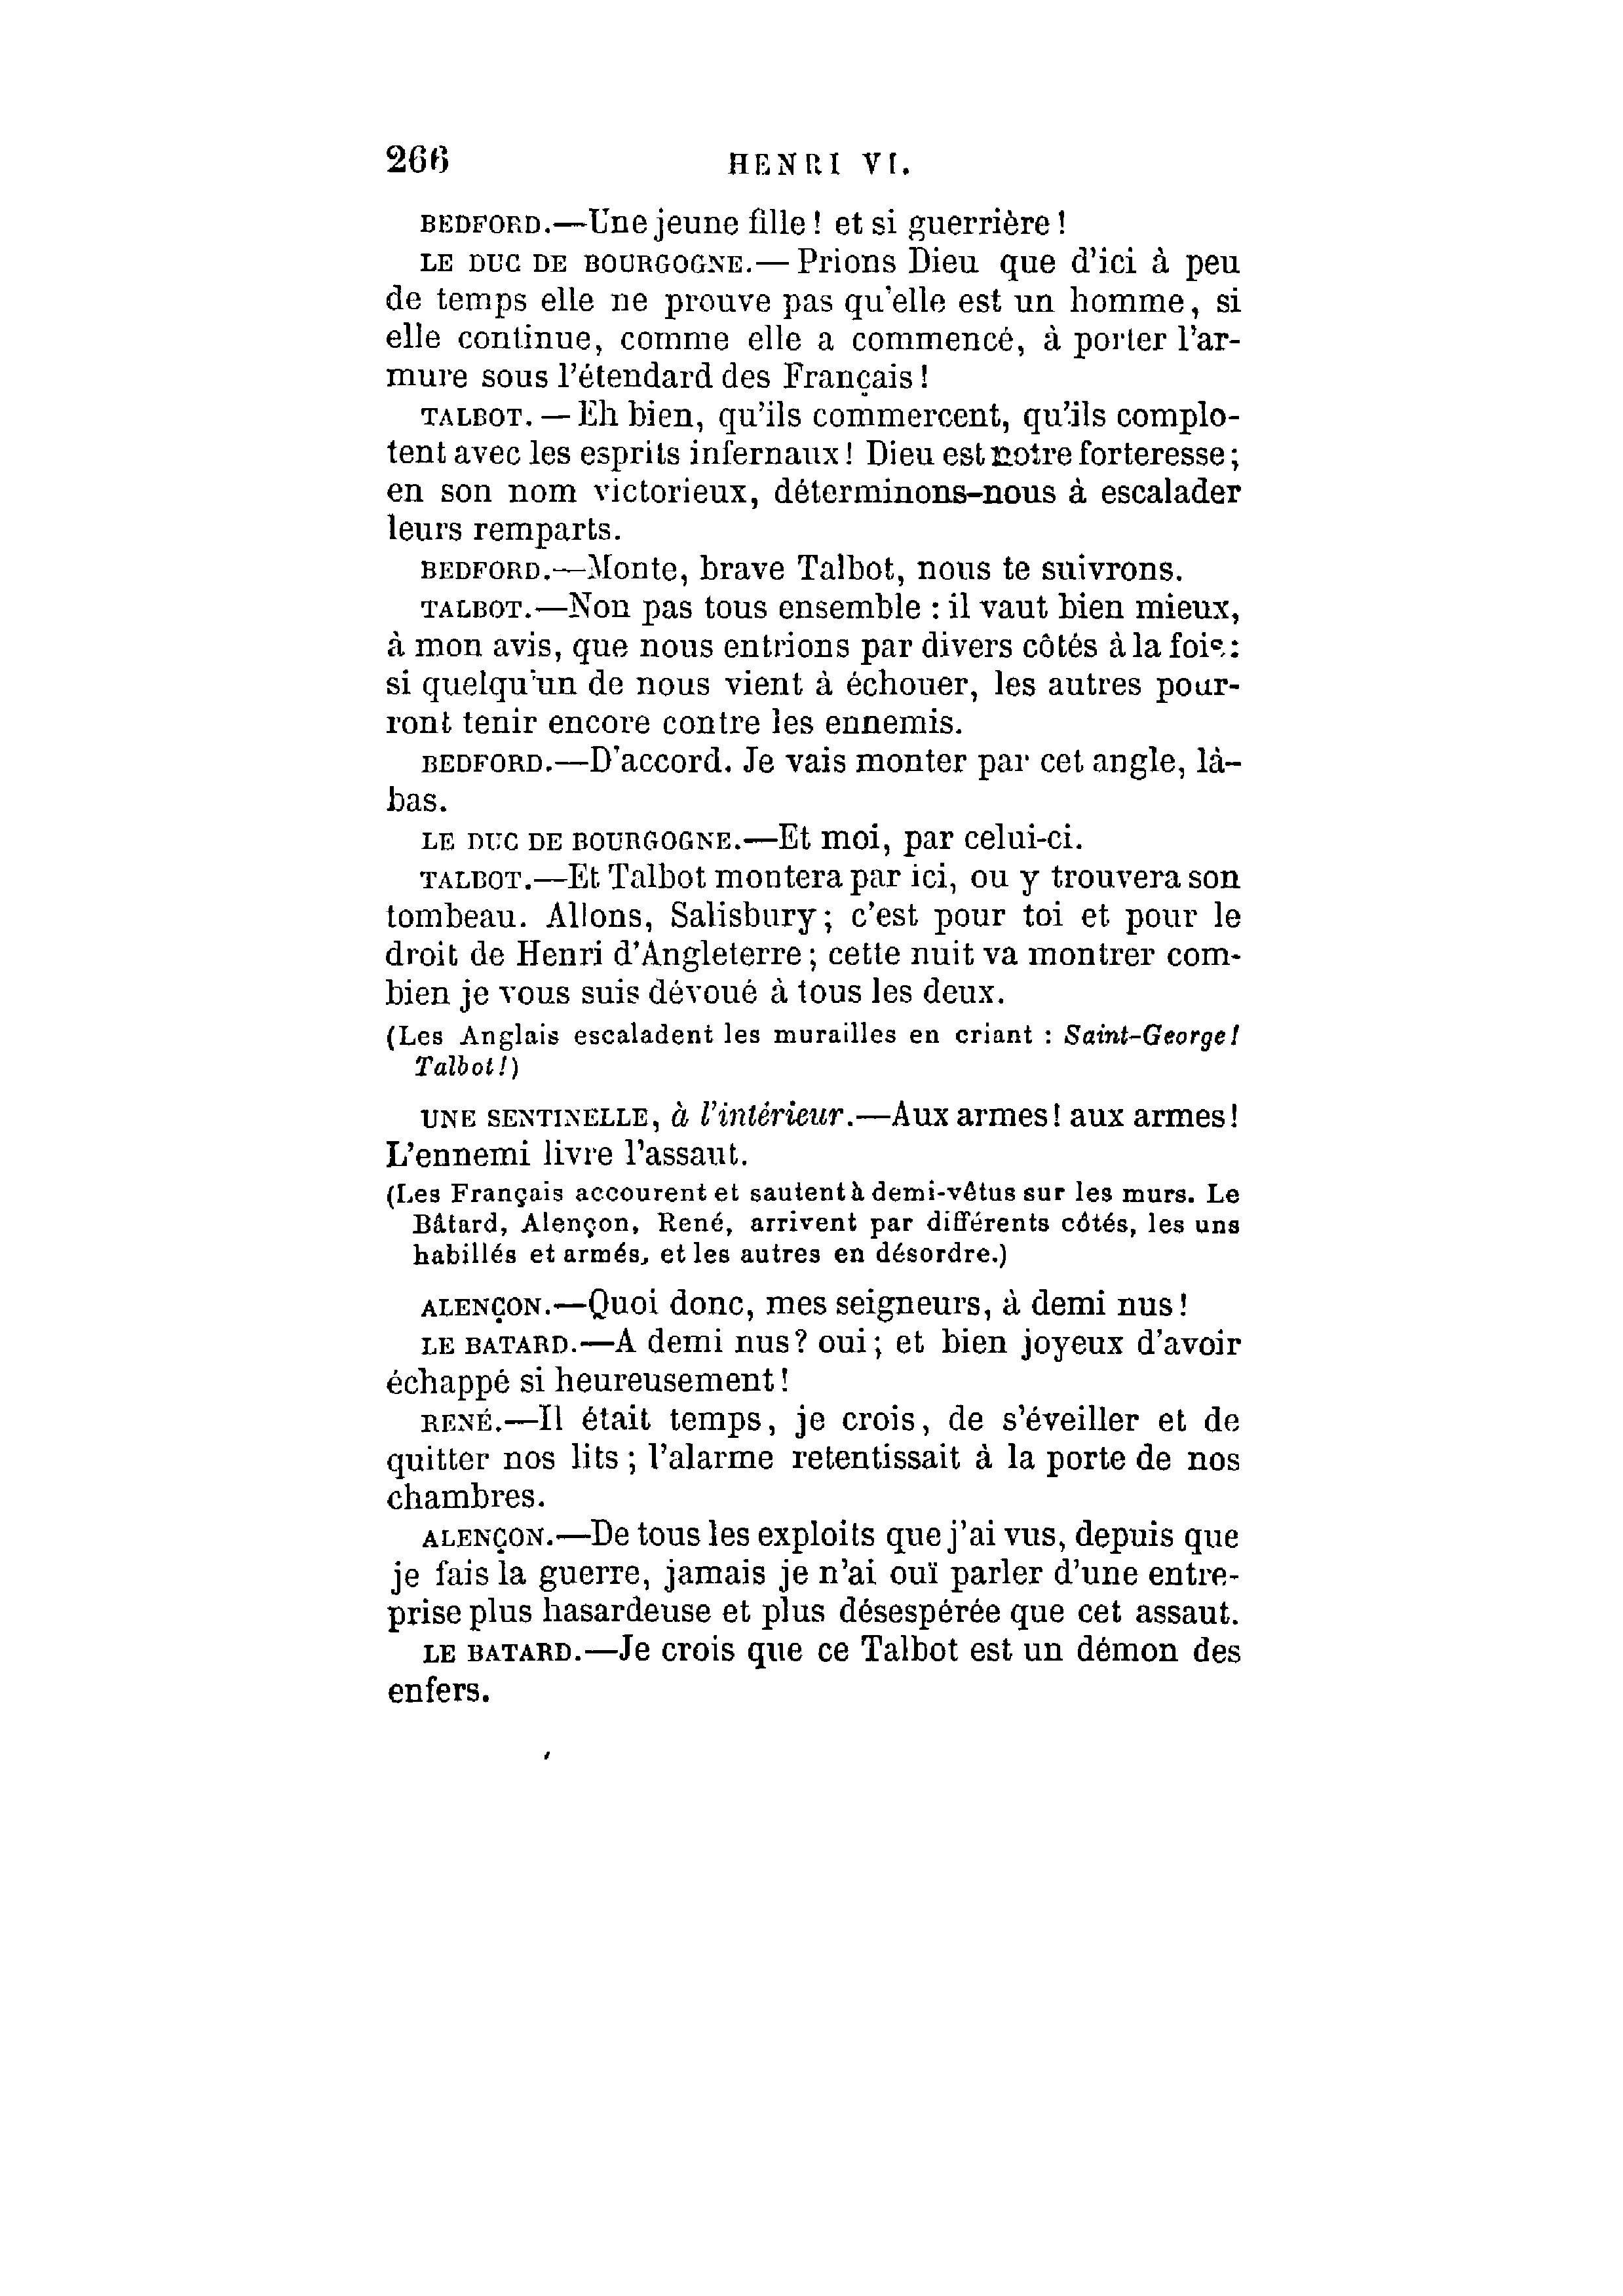 266 HENRI VI.
BEDFORD.—Une jeune fille ! et si guerrière !
LE DUC DE BOURGOGNE.— Prions Dieu que d'ici à peu
de temps elle ne prouve pas qu'elle est un homme, si
elle continue, comme elle a commencé, à porter l'ar-
mure sous l'étendard des Français !
TALBOT. — Eh bien, qu'ils commercent, qu'ils complo-
tent avec les esprits infernaux ! Dieu est notre forteresse ;
en son nom victorieux, déterminons-nous à escalader
leurs remparts.
BEDFORD.—Monte, brave Talbot, nous te suivrons.
TALBOT.—Non pas tous ensemble : il vaut bien mieux,
à mon avis, que nous entrions par divers côtés à la fois :
si quelqu'un de nous vient à échouer, les autres pour-
ront tenir encore contre les ennemis.
BEDFORD.—D'accord. Je vais monter par cet angle, là-
bas.
LE DUC DE BOURGOGNE.—Et moi, par celui-ci.
TALBOT.—Et Talbot montera par ici, ou y trouvera son
tombeau. Allons, Salisbury ; c'est pour toi et pour le
droit de Henri d'Angleterre ; cette nuit va montrer com-
bien je vous suis dévoué à tous les deux.
(Les Anglais escaladent les murailles en criant : Saint-George !
Talbot !)
UNE SENTINELLE, à l'intérieur.—Aux armes ! aux armes !
L'ennemi livre l'assaut.
(Les Français accourent et sautent à demi-vêtus sur les murs. Le
Bâtard, Alençon, René, arrivent par différents côtés, les uns
habillés et armés, et les autres en désordre.)
ALENÇON.—Quoi donc, mes seigneurs, à demi nus !
LE BATARD.—A demi nus ? oui ; et bien joyeux d'avoir
échappé si heureusement !
RENÉ.—Il était temps, je crois, de s'éveiller et de
quitter nos lits ; l'alarme retentissait à la porte de nos
chambres.
ALENÇON.—De tous les exploits que j'ai vus, depuis que
je fais la guerre, jamais je n'ai ouï parler d'une entre-
prise plus hasardeuse et plus désespérée que cet assaut.
LE BATARD.—Je crois que ce Talbot est un démon des
enfers.